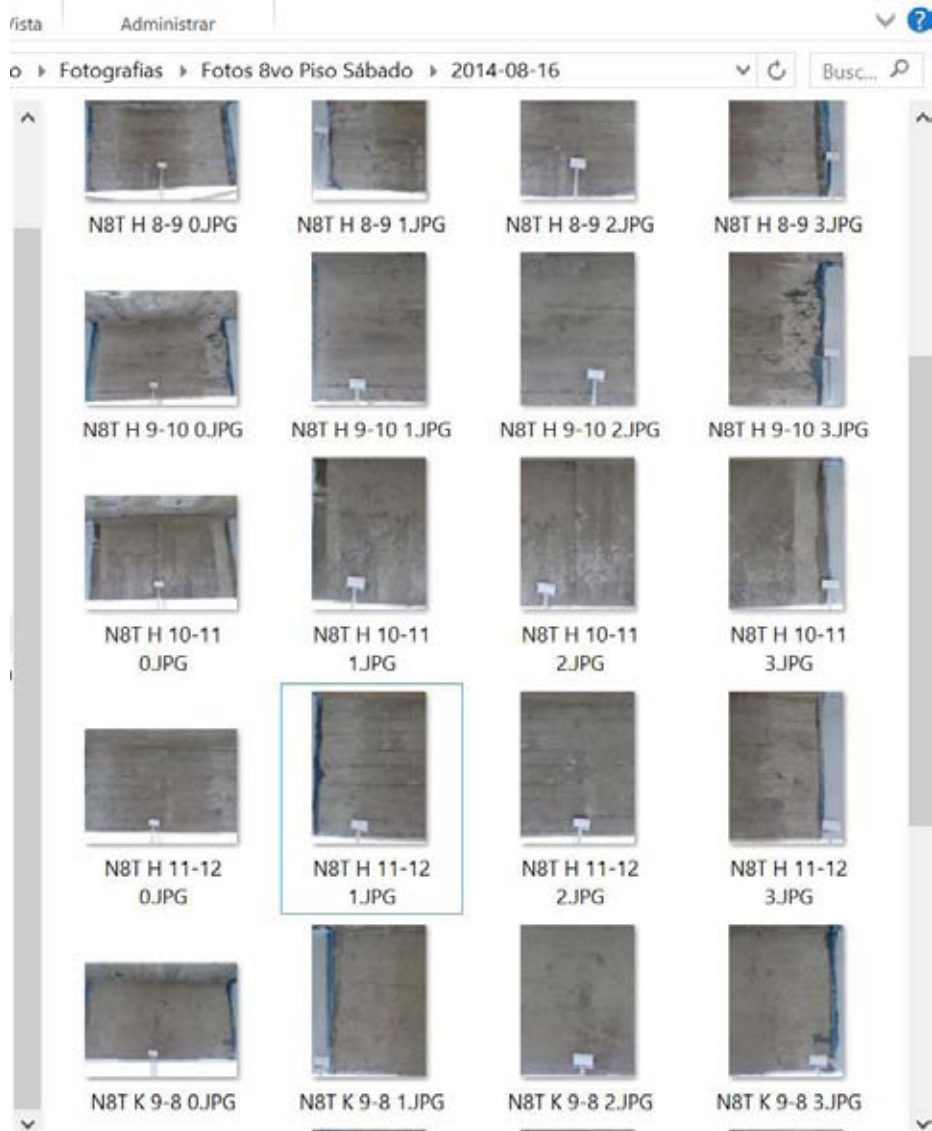 Vista Administrar
Fotografias Fotos 8vo Piso Sábado 2014-08-16 Busc...
N8T H 8-9 0.JPG N8T H 8-9 1.JPG N8T H 8-9 2.JPG N8T H 8-9 3.JPG
N8T H 9-10 0.JPG N8T H 9-10 1.JPG N8T H 9-10 2.JPG N8T H 9-10 3.JPG
N8T H 10-11 N8T H 10-11 N8T H 10-11 N8T H 10-11
0.JPG 1.JPG 2.JPG 3.JPG
N8T H 11-12 N8T H 11-12 N8T H 11-12 N8T H 11-12
0.JPG 1.JPG 2.JPG 3.JPG
N8T K 9-8 0.JPG N8T K 9-8 1.JPG N8T K 9-8 2.JPG N8T K 9-8 3.JPG